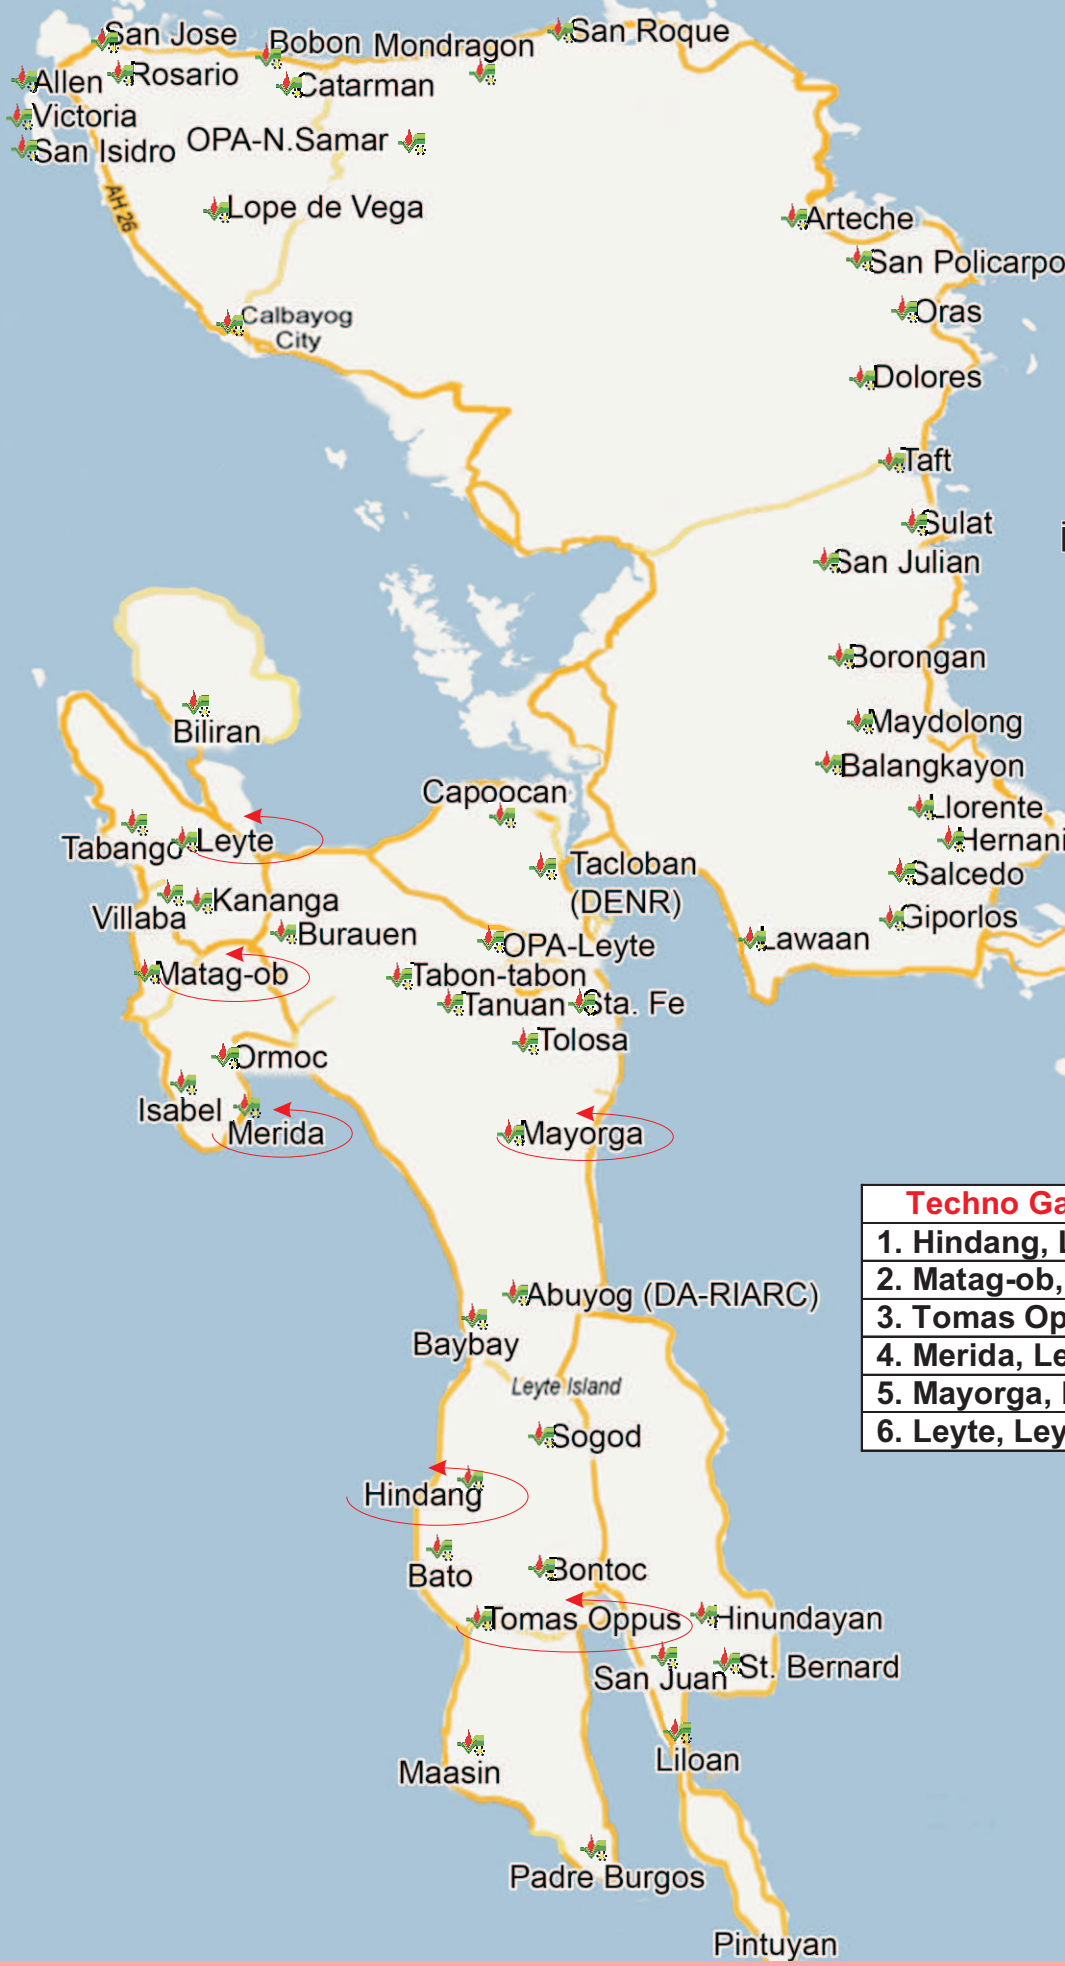 San Jose
Bobon
Mondragon
San Roque
Allen
Rosario
Catarman
Victoria
San Isidro
OPA-N.Samar
AH 26
Lope de Vega
Arteche
San Policarpo
Oras
Calbayog
City
Dolores
Taft
Sulat
San Julian
Borongan
Maydolong
Biliran
Balangkayon
Capoocan
Llorente
Hernani
Tabango
Leyte
Tacloban
(DENR)
Salcedo
Villaba
Kananga
Giporlos
Burauen
OPA-Leyte
Lawaan
Matag-ob
Tabon-tabon
Tanuan
Sta. Fe
Tolosa
Ormoc
Isabel
Merida
Mayorga
Techno Ga
1. Hindang, L
2. Matag-ob,
3. Tomas Op
4. Merida, Le
5. Mayorga, L
6. Leyte, Ley
Abuyog (DA-RIARC)
Baybay
Leyte Island
Sogod
Hindang
Bato
Bontoc
Tomas Oppus
Hinundayan
San Juan
St. Bernard
Liloan
Maasin
Padre Burgos
Pintuyan